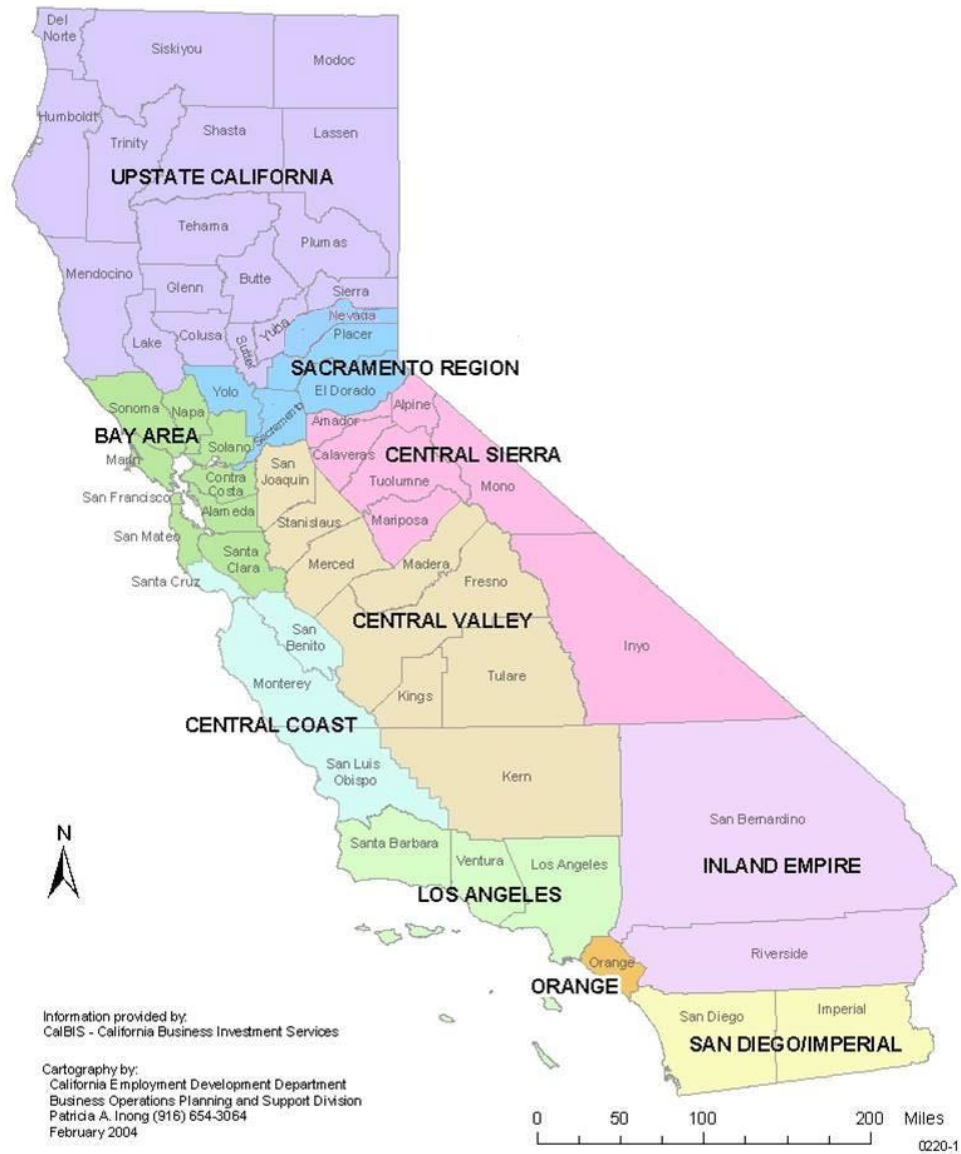 Del
Norte
Siskiyou
Modoc
Humboldt
Trinity
Shasta
Lassen
UPSTATE CALIFORNIA
Tehama
Plumas
Mendocino
Glenn
Butte
Sierra
Nevada
Lake
Colusa
Sutter
Yuba
Placer
SACRAMENTO REGION
Yolo
El Dorado
Sonoma
Napa
Sacramento
Alpine
Amador
BAY AREA
Solano
Calaveras
CENTRAL SIERRA
Marin
San
Joaquin
Contra
Costa
Tuolumne
Mono
San Francisco
Alameda
Stanislaus
Mariposa
San Mateo
Santa
Clara
Merced
Madera
Santa Cruz
Fresno
CENTRAL VALLEY
San
Benito
Inyo
Monterey
Kings
Tulare
CENTRAL COAST
San Luis
Obispo
Kern
San Bernardino
N
Santa Barbara
Ventura
Los Angeles
INLAND EMPIRE
LOS ANGELES
Riverside
Orange
ORANGE
San Diego
Imperial
SAN DIEGO/IMPERIAL
Information provided by:
CalBIS - California Business Investment Services
Cartography by:
California Employment Development Department
Business Operations Planning and Support Division
Patricia A. Inong (916) 654-3064
February 2004
0 50 100 200 Miles
0220-1